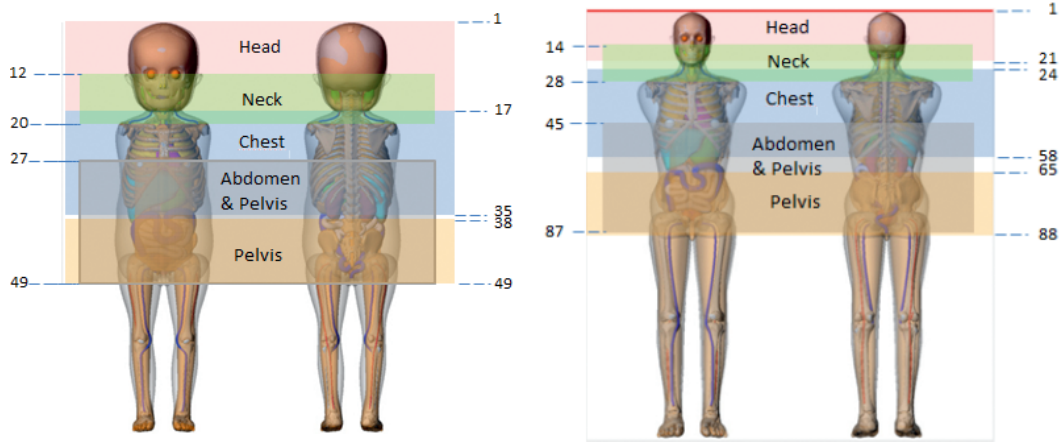 1
Head
12
Neck
17
20
Chest
27
Abdomen
& Pelvis
35
38
Pelvis
49
49
1
Head
14
Neck
21
24
28
Chest
45
Abdomen
& Pelvis
58
65
Pelvis
87
88